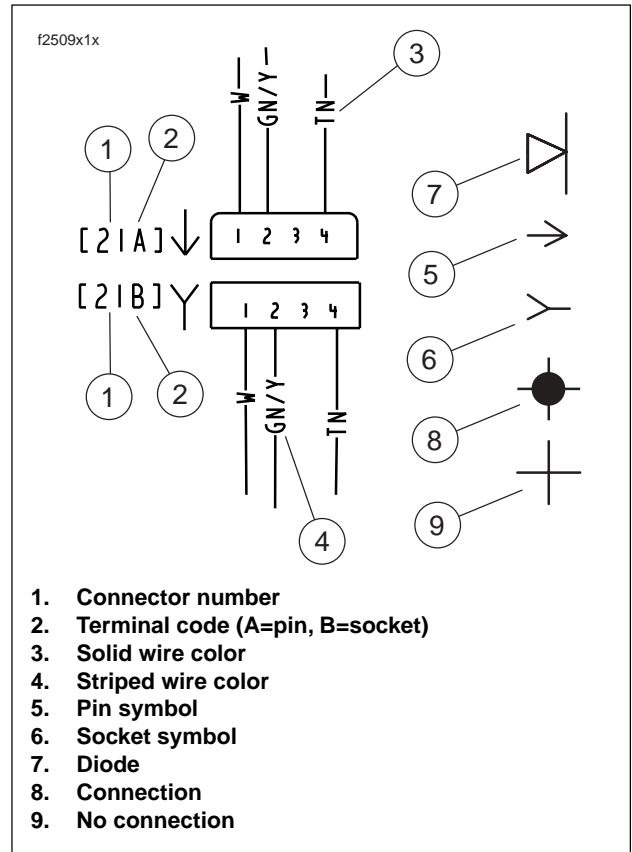 f2509x1x
W GN/Y TN
3
1 2
7
[21A] 1 2 3 4
5
[21B] 1 2 3 4
6
1 2
W GN/Y TN
8
4
9
1. Connector number
2. Terminal code (A=pin, B=socket)
3. Solid wire color
4. Striped wire color
5. Pin symbol
6. Socket symbol
7. Diode
8. Connection
9. No connection